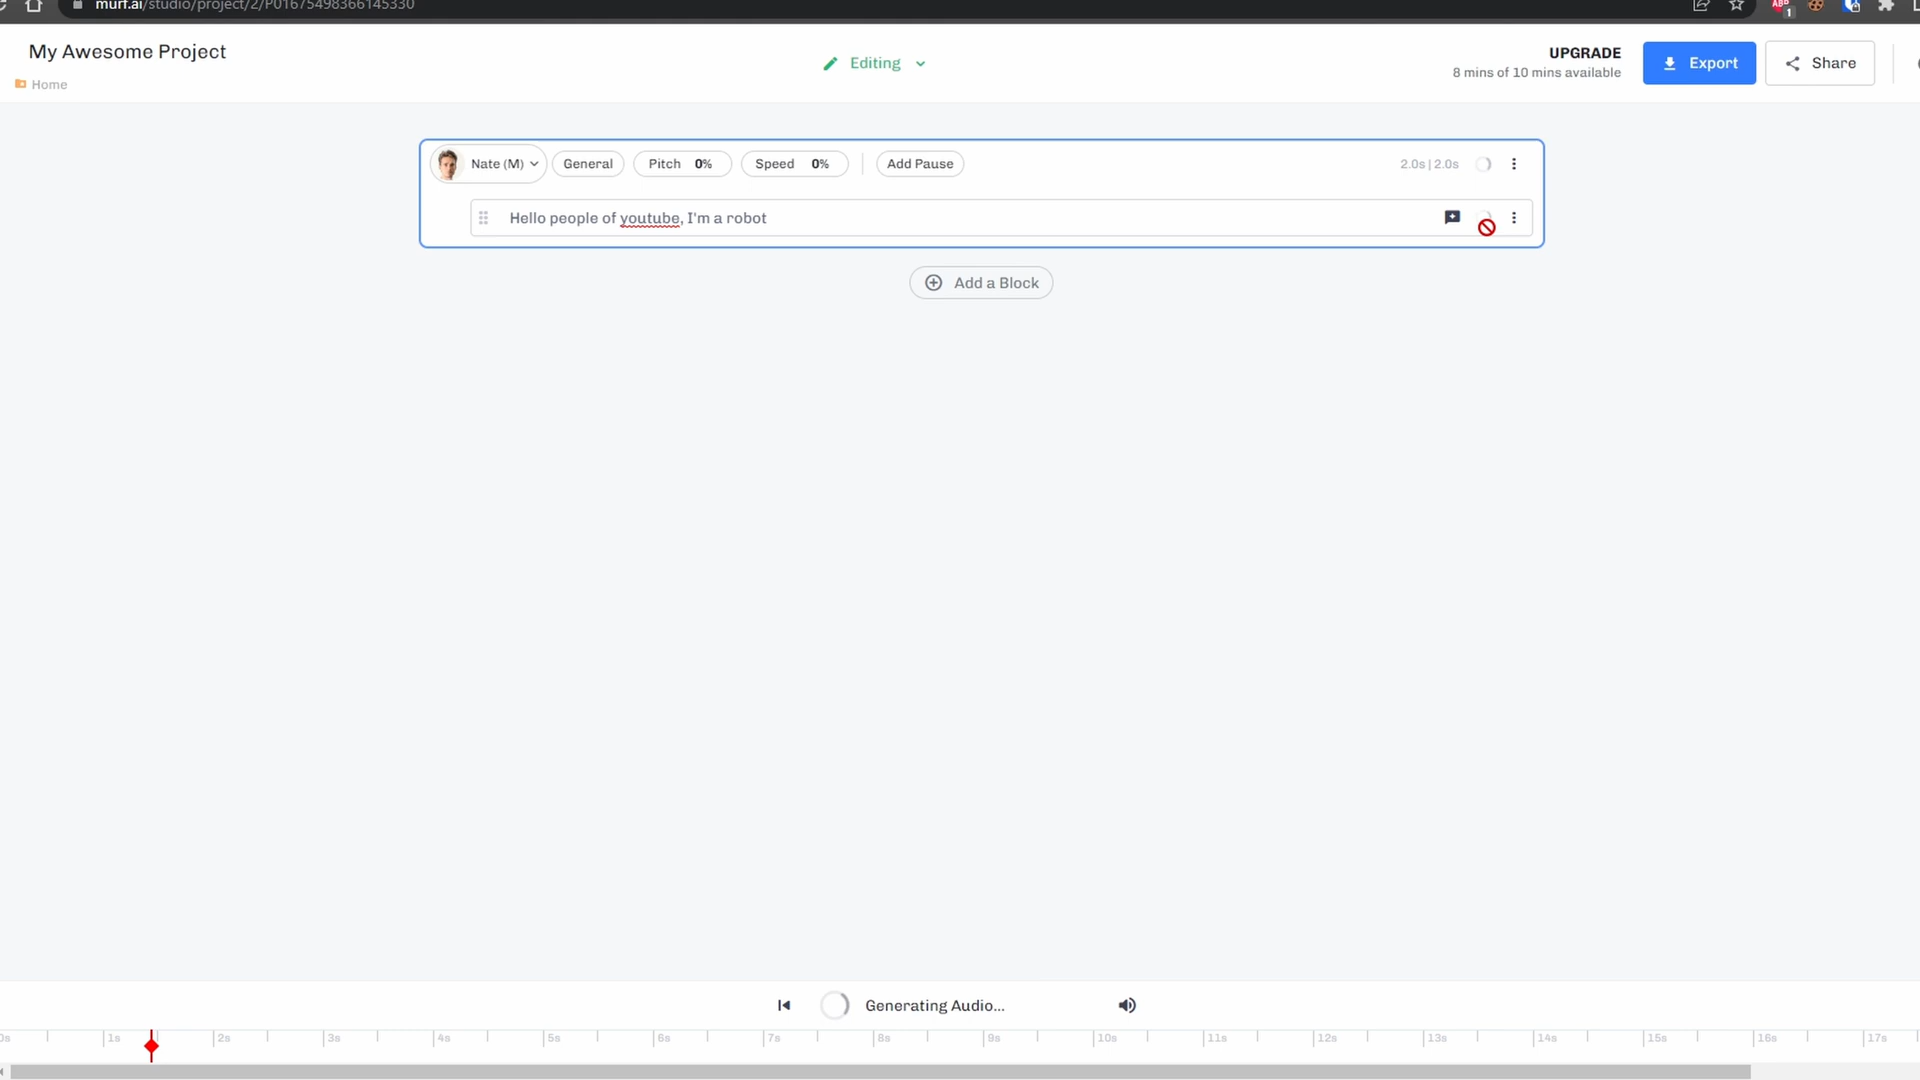 murf.ai/studio/project/2/P01675498366145330
ABP
1
My Awesome Project
Home
Editing
UPGRADE
8 mins of 10 mins available
Export
Share
Nate (M)
General
Pitch 0%
Speed 0%
Add Pause
2.0s | 2.0s
Hello people of youtube, I'm a robot
Add a Block
Generating Audio...
0s 1s 2s 3s 4s 5s 6s 7s 8s 9s 10s 11s 12s 13s 14s 15s 16s 17s